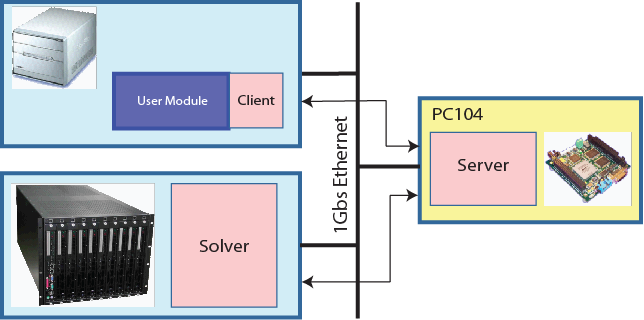 User Module
Client
1Gbs Ethernet
PC104
Server
Solver